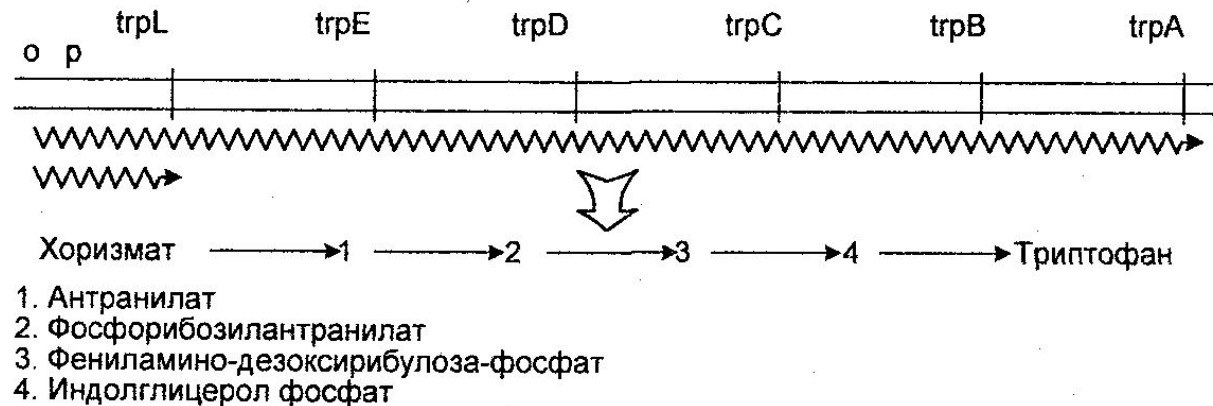 trpL trpE trpD trpC trpB trpA
o p
Хоризмат 1 2 3 4 Триптофан
1. Антранилат
2. Фосфорибозилантранилат
3. Фениламино-дезоксирибулоза-фосфат
4. Индолглицерол фосфат